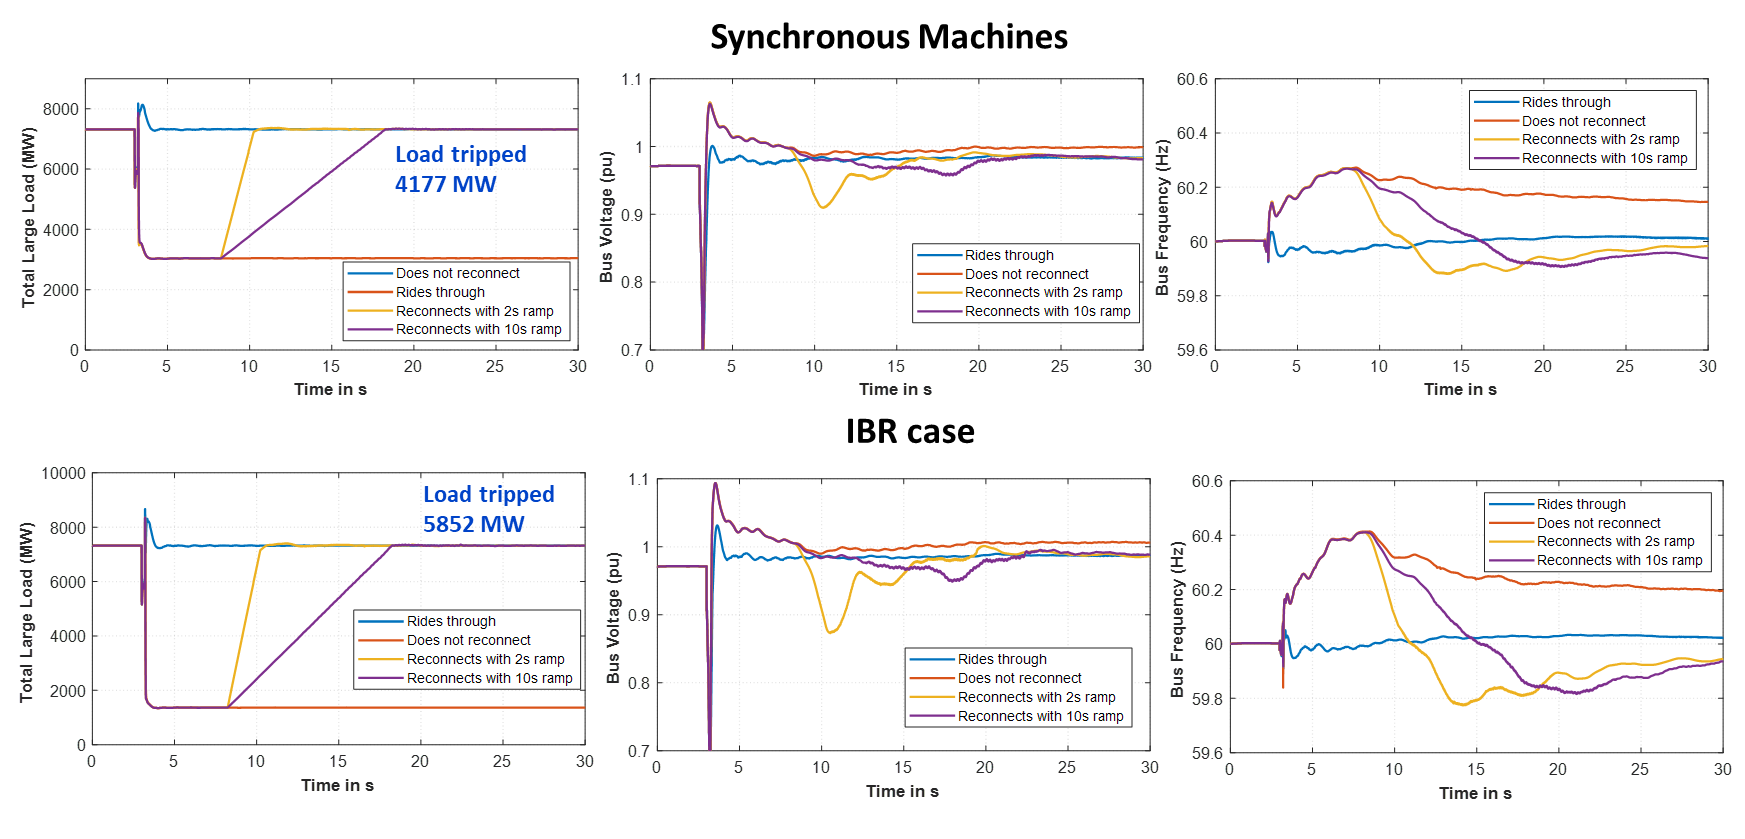 Synchronous Machines
Total Large Load (MW)
8000
6000
4000
2000
0
0 5 10 15 20 25 30
Time in s
Load tripped
4177 MW
Does not reconnect
Rides through
Reconnects with 2s ramp
Reconnects with 10s ramp
Bus Voltage (pu)
1.1
1
0.9
0.8
0.7
0 5 10 15 20 25 30
Time in s
Rides through
Does not reconnect
Reconnects with 2s ramp
Reconnects with 10s ramp
Bus Frequency (Hz)
60.6
60.4
60.2
60
59.8
59.6
0 5 10 15 20 25 30
Time in s
Rides through
Does not reconnect
Reconnects with 2s ramp
Reconnects with 10s ramp
IBR case
Total Large Load (MW)
10000
8000
6000
4000
2000
0
0 5 10 15 20 25 30
Time in s
Load tripped
5852 MW
Rides through
Does not reconnect
Reconnects with 2s ramp
Reconnects with 10s ramp
Bus Voltage (pu)
1.1
1
0.9
0.8
0.7
0 5 10 15 20 25 30
Time in s
Rides through
Does not reconnect
Reconnects with 2s ramp
Reconnects with 10s ramp
Bus Frequency (Hz)
60.6
60.4
60.2
60
59.8
59.6
0 5 10 15 20 25 30
Time in s
Rides through
Does not reconnect
Reconnects with 2s ramp
Reconnects with 10s ramp